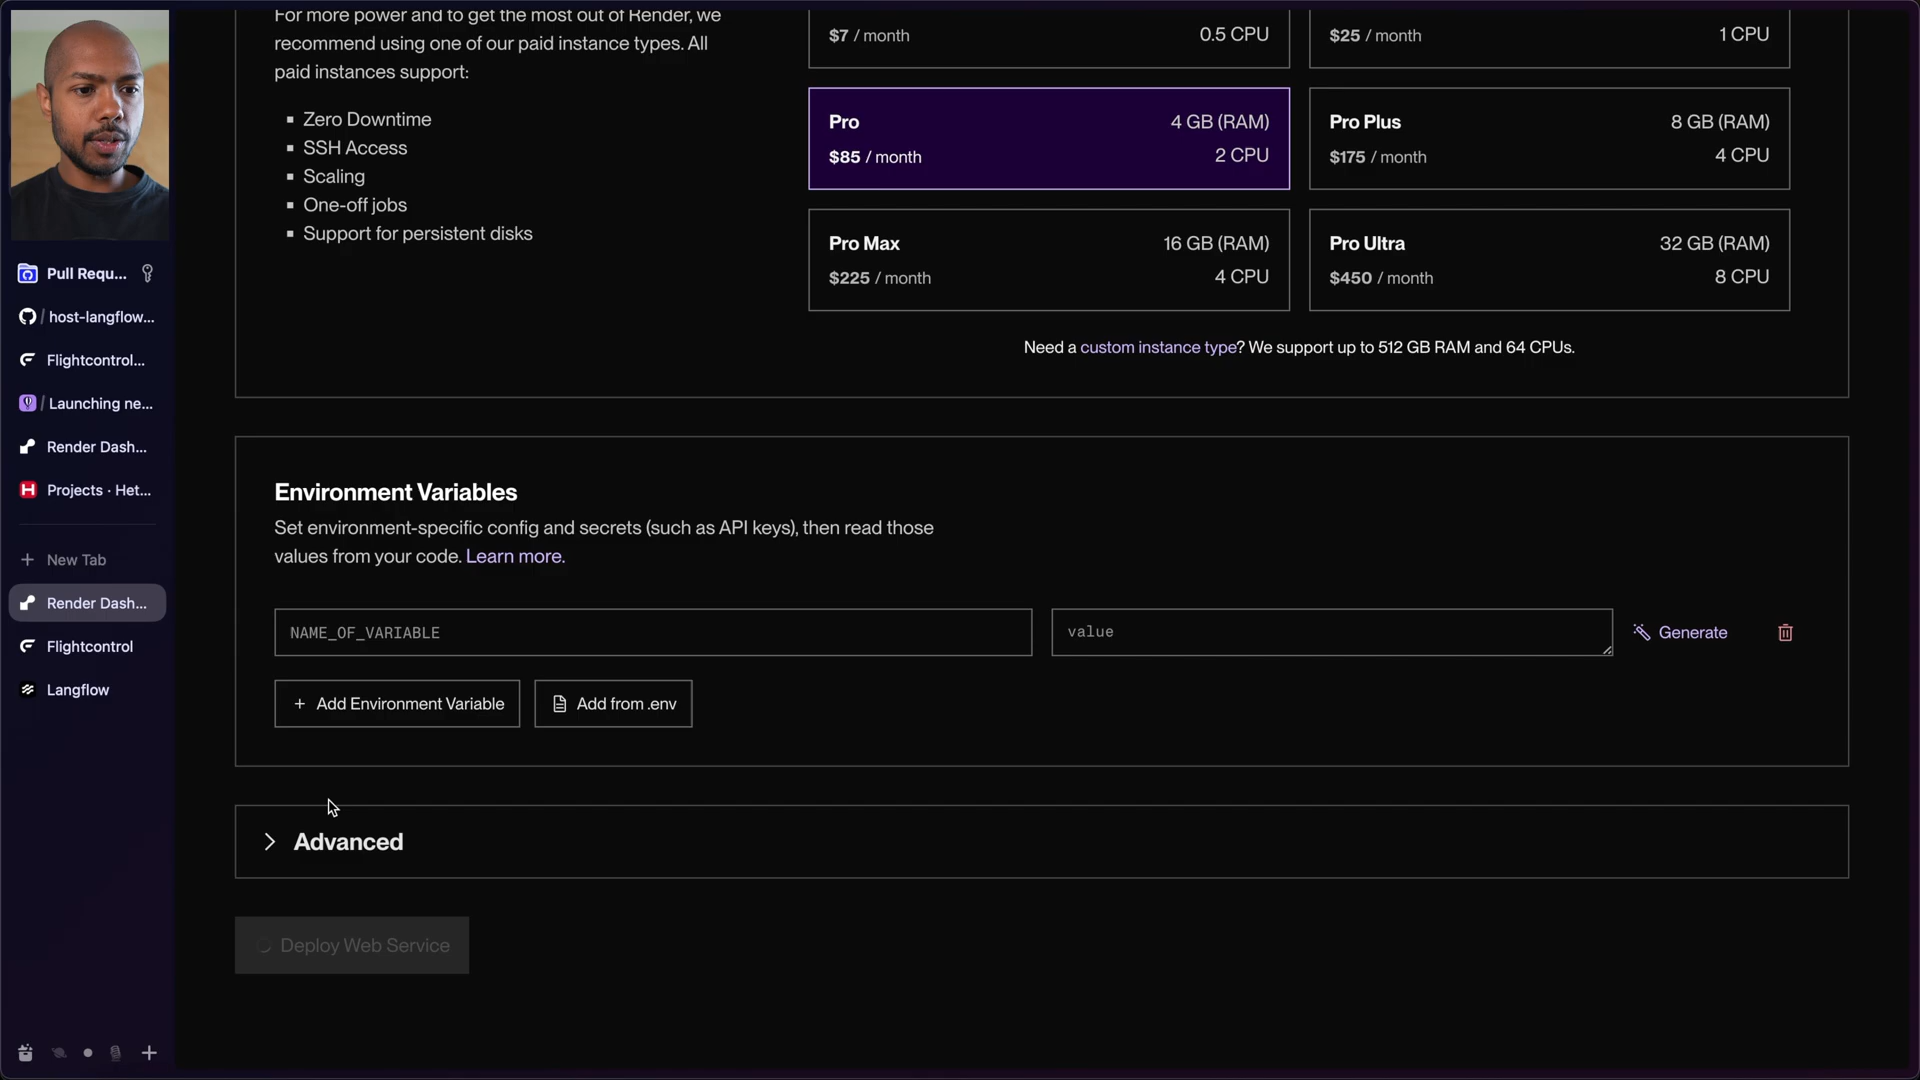 Pull Requ...
/ host-langflow...
Flightcontrol...
/ Launching ne...
Render Dash...
Projects · Het...
+ New Tab
Render Dash...
Flightcontrol
Langflow
For more power and to get the most out of Render, we
recommend using one of our paid instance types. All
paid instances support:
▪ Zero Downtime
▪ SSH Access
▪ Scaling
▪ One-off jobs
▪ Support for persistent disks
$7 / month 0.5 CPU
$25 / month 1 CPU
Pro 4 GB (RAM)
$85 / month 2 CPU
Pro Plus 8 GB (RAM)
$175 / month 4 CPU
Pro Max 16 GB (RAM)
$225 / month 4 CPU
Pro Ultra 32 GB (RAM)
$450 / month 8 CPU
Need a custom instance type? We support up to 512 GB RAM and 64 CPUs.
Environment Variables
Set environment-specific config and secrets (such as API keys), then read those
values from your code. Learn more.
NAME_OF_VARIABLE value Generate
+ Add Environment Variable Add from .env
Advanced
Deploy Web Service